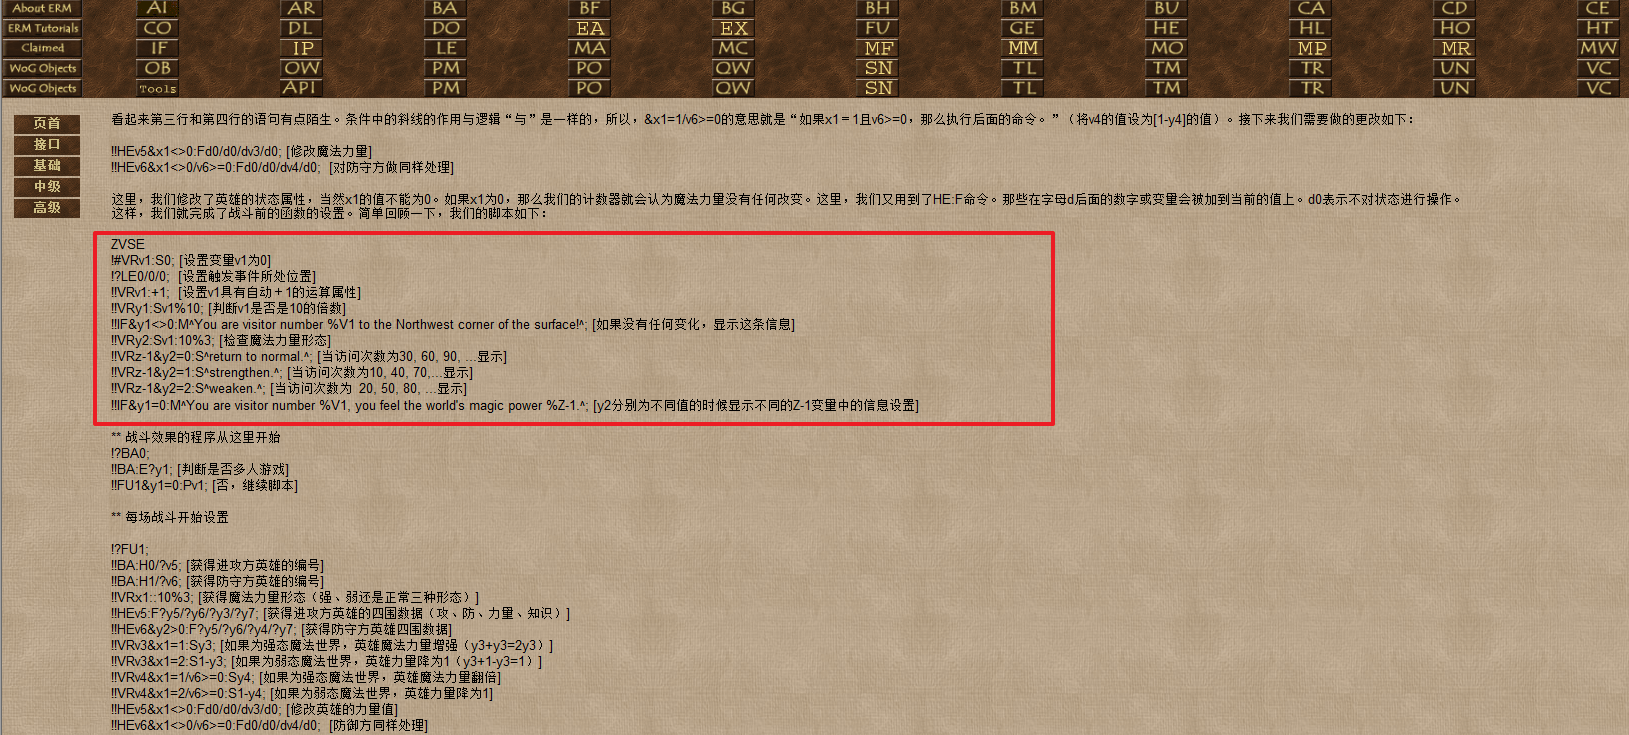 About ERM AI AR BA BF BG BH BM BU CA CD CE
ERM Tutorials CO DL DO EA EX FU GE HE HL HO HT
Claimed IF IP LE MA MC MF MM MO MP MR MW
WoG Objects OB OW PM PO QW SN TL TM TR UN VC
WoG Objects Tools API PM PO QW SN TL TM TR UN VC
页首
接口
基础
中级
高级
看起来第三行和第四行的语句有点陌生。条件中的斜线的作用与逻辑“与”是一样的，所以，&x1=1/v6>=0的意思就是“如果x1＝1且v6>=0，那么执行后面的命令。”（将v4的值设为[1-y4]的值）。接下来我们需要做的更改如下：
!!HEv5&x1<>0:Fd0/d0/dv3/d0; [修改魔法力量]
!!HEv6&x1<>0/v6>=0:Fd0/d0/dv4/d0; [对防守方做同样处理]
这里，我们修改了英雄的状态属性，当然x1的值不能为0。如果x1为0，那么我们的计数器就会认为魔法力量没有任何改变。这里，我们又用到了HE:F命令。那些在字母d后面的数字或变量会被加到当前的值上。d0表示不对状态进行操作。
这样，我们就完成了战斗前的函数的设置。简单回顾一下，我们的脚本如下：
ZVSE
!#VRv1:S0; [设置变量v1为0]
!?LE0/0/0; [设置触发事件所处位置]
!!VRv1:+1; [设置v1具有自动＋1的运算属性]
!!VRy1:Sv1%10; [判断v1是否是10的倍数]
!!IF&y1<>0:M^You are visitor number %V1 to the Northwest corner of the surface!^; [如果没有任何变化，显示这条信息]
!!VRy2:Sv1:10%3; [检查魔法力量形态]
!!VRz-1&y2=0:S^return to normal.^; [当访问次数为30, 60, 90, …显示]
!!VRz-1&y2=1:S^strengthen.^; [当访问次数为10, 40, 70,…显示]
!!VRz-1&y2=2:S^weaken.^; [当访问次数为 20, 50, 80, …显示]
!!IF&y1=0:M^You are visitor number %V1, you feel the world's magic power %Z-1.^; [y2分别为不同值的时候显示不同的Z-1变量中的信息设置]
** 战斗效果的程序从这里开始
!?BA0;
!!BA:E?y1; [判断是否多人游戏]
!!FU1&y1=0:Pv1; [否，继续脚本]
** 每场战斗开始设置
!?FU1;
!!BA:H0/?v5; [获得进攻方英雄的编号]
!!BA:H1/?v6; [获得防守方英雄的编号]
!!VRx1::10%3; [获得魔法力量形态（强、弱还是正常三种形态）]
!!HEv5:F?y5/?y6/?y3/?y7; [获得进攻方英雄的四围数据（攻、防、力量、知识）]
!!HEv6&y2>0:F?y5/?y6/?y4/?y7; [获得防守方英雄四围数据]
!!VRv3&x1=1:Sy3; [如果为强态魔法世界，英雄魔法力量增强（y3+y3=2y3）]
!!VRv3&x1=2:S1-y3; [如果为弱态魔法世界，英雄力量降为1（y3+1-y3=1）]
!!VRv4&x1=1/v6>=0:Sy4; [如果为强态魔法世界，英雄魔法力量翻倍]
!!VRv4&x1=2/v6>=0:S1-y4; [如果为弱态魔法世界，英雄力量降为1]
!!HEv5&x1<>0:Fd0/d0/dv3/d0; [修改英雄的力量值]
!!HEv6&x1<>0/v6>=0:Fd0/d0/dv4/d0; [防御方同样处理]